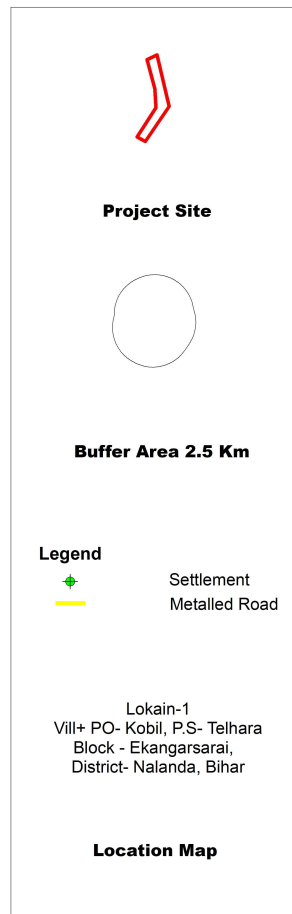 Project Site
Buffer Area 2.5 Km
Legend
Settlement
Metalled Road
Lokain-1
Vill+ PO- Kobil, P.S- Telhara
Block - Ekangarsarai,
District- Nalanda, Bihar
Location Map